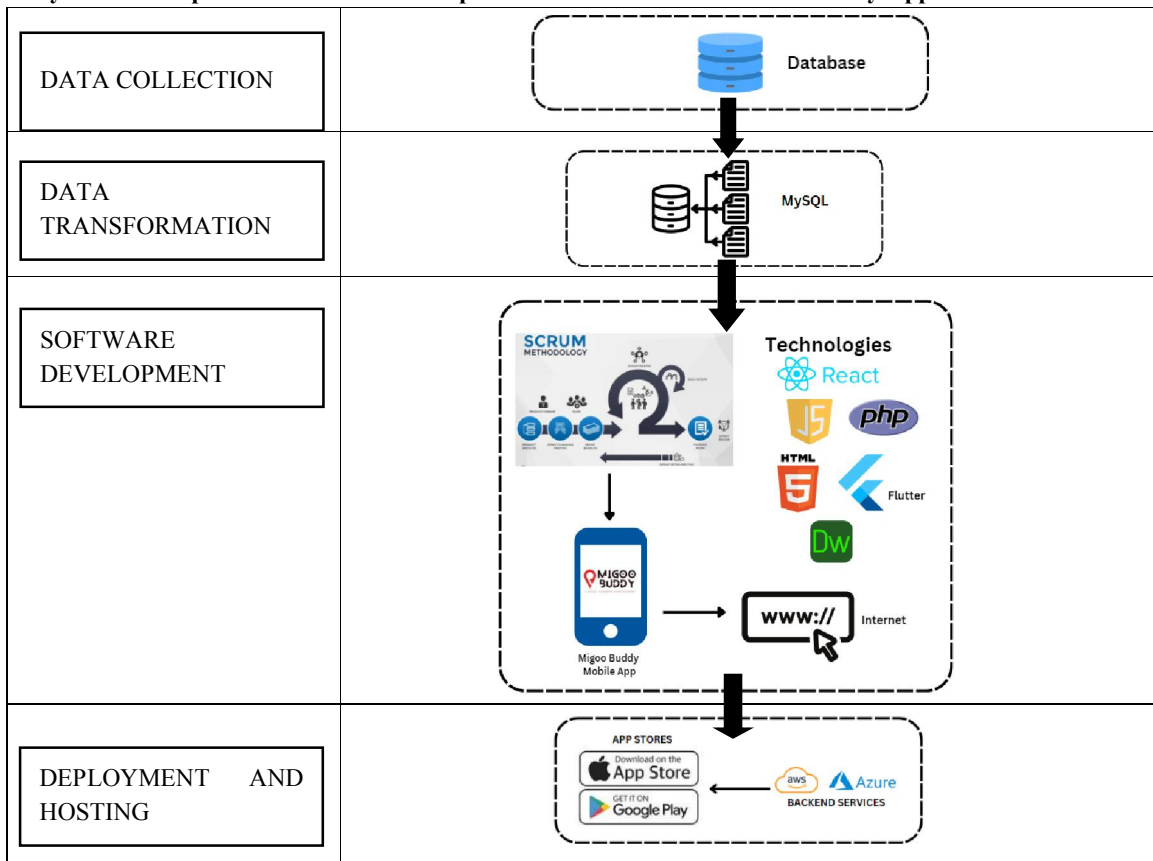 DATA COLLECTION
Database
DATA
TRANSFORMATION
MySQL
SOFTWARE
DEVELOPMENT
SCRUM
METHODOLOGY
Technologies
React
JS
php
HTML
5
Flutter
Dw
MIGOO
BUDDY
Migoo Buddy
Mobile App
www://
Internet
DEPLOYMENT AND
HOSTING
APP STORES
Download on the
App Store
GET IT ON
Google Play
aws
Azure
BACKEND SERVICES